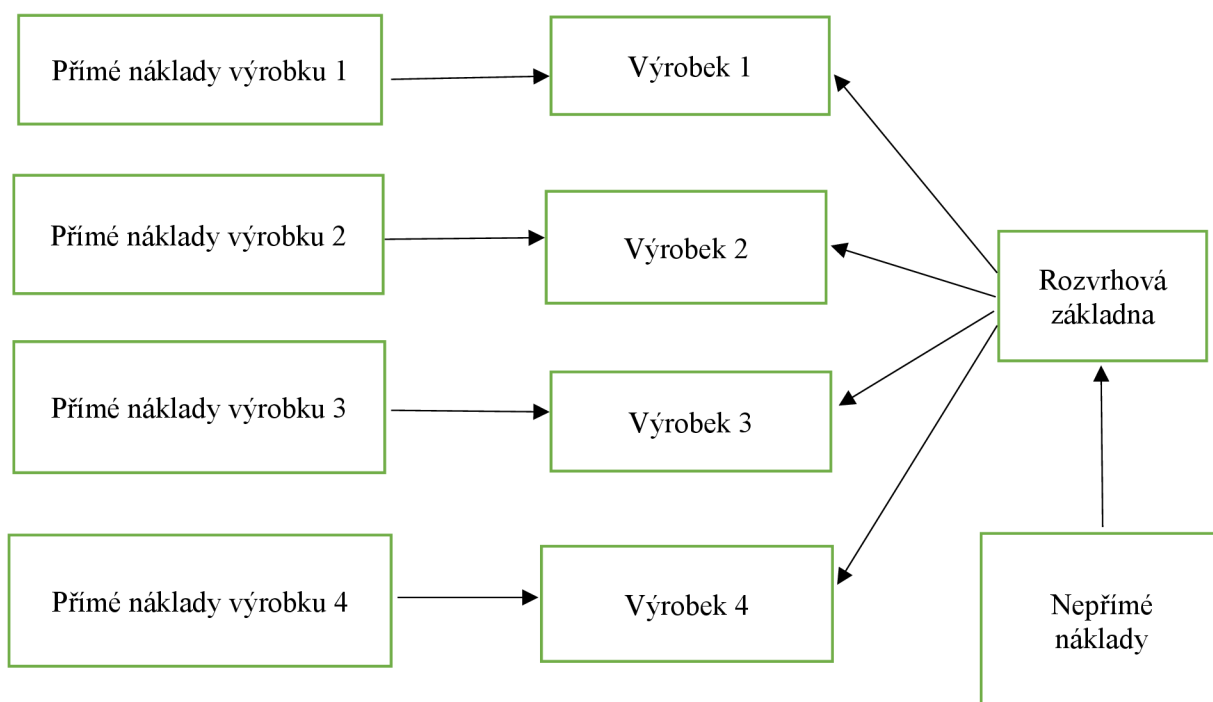 Přímé náklady výrobku 1
Výrobek 1
Přímé náklady výrobku 2
Výrobek 2
Rozvrhová
základna
Přímé náklady výrobku 3
Výrobek 3
Přímé náklady výrobku 4
Výrobek 4
Nepřímé
náklady